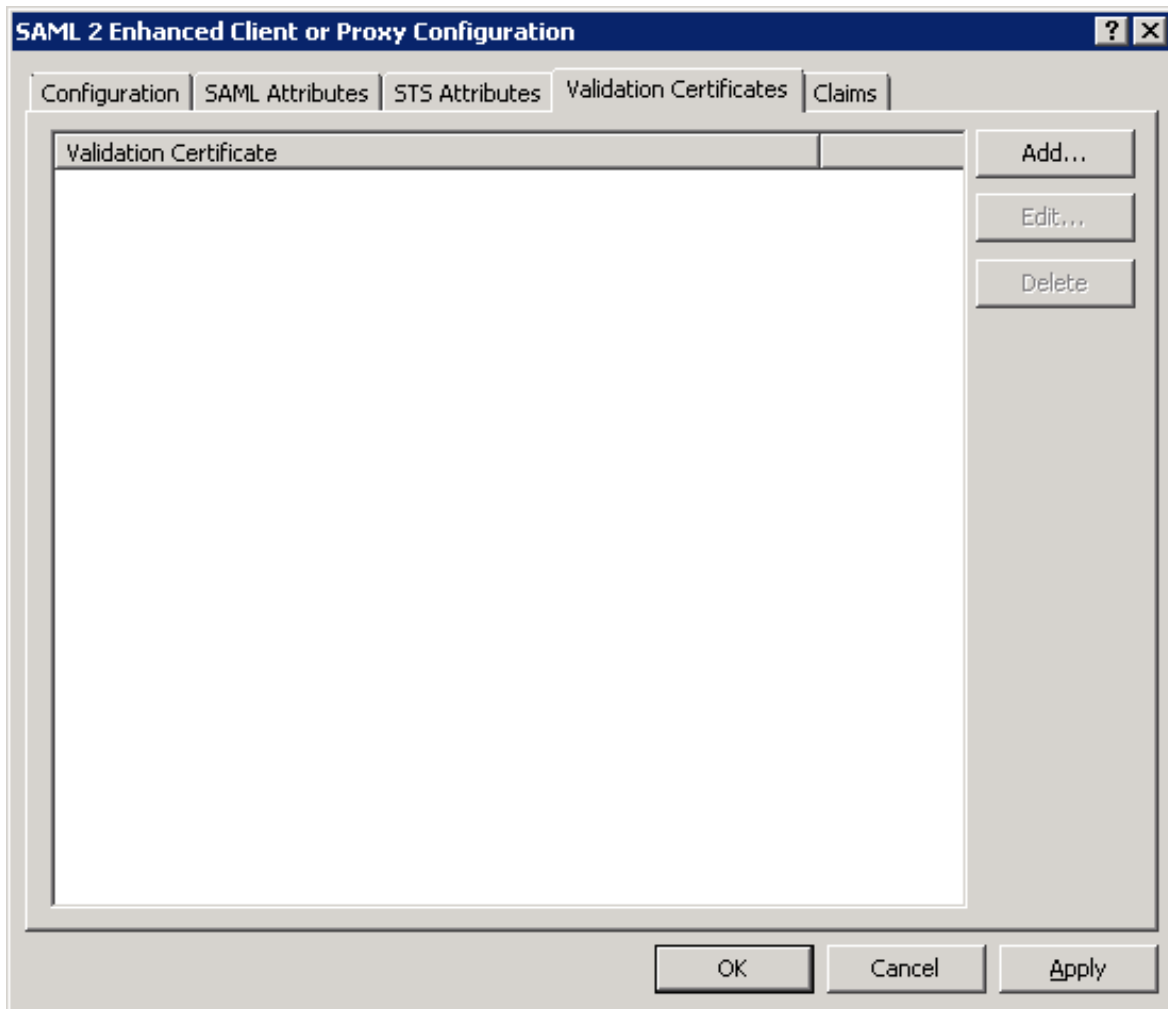 SAML 2 Enhanced Client or Proxy Configuration
Configuration SAML Attributes STS Attributes Validation Certificates Claims
Validation Certificate
Add...
Edit...
Delete
OK Cancel Apply